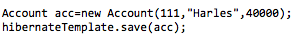 Account acc=new Account(111,"Harles",40000);
hibernateTemplate.save(acc);